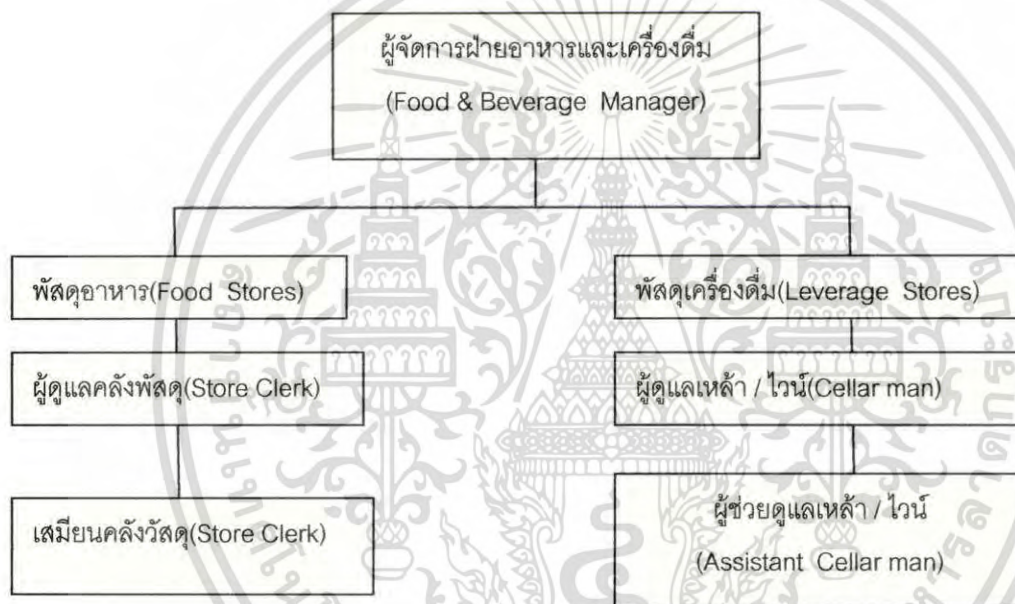 ผู้จัดการฝ่ายอาหารและเครื่องดื่ม
(Food & Beverage Manager)
พัสดุอาหาร(Food Stores)
พัสดุเครื่องดื่ม(Leverage Stores)
ผู้ดูแลคลังพัสดุ(Store Clerk)
ผู้ดูแลเหล้า / ไวน์(Cellar man)
เสมียนคลังวัสดุ(Store Clerk)
ผู้ช่วยดูแลเหล้า / ไวน์
(Assistant Cellar man)